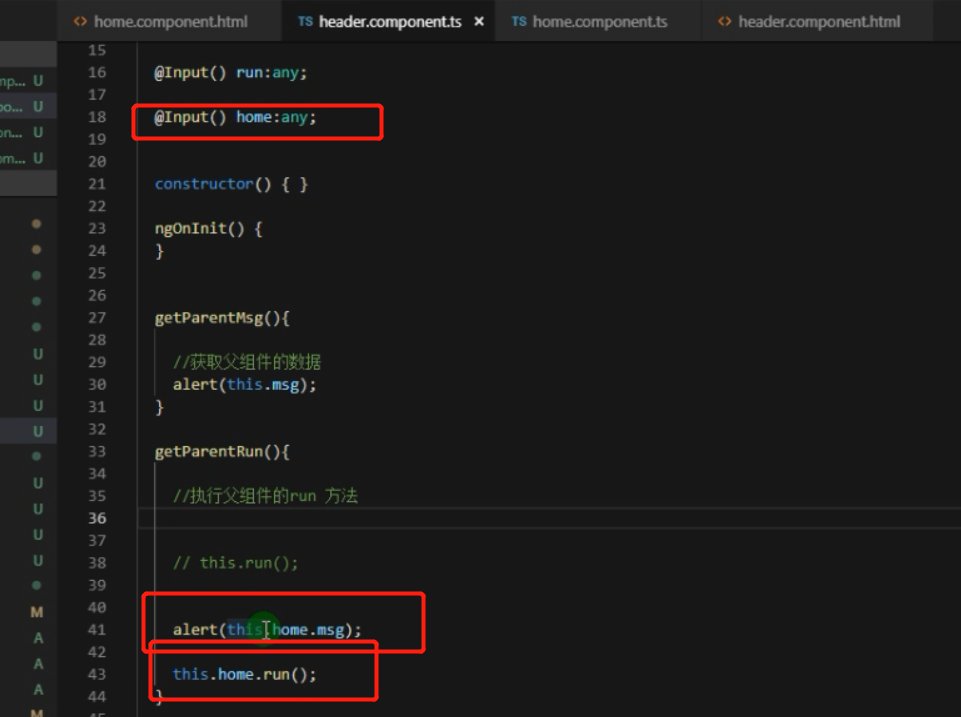 home.component.html TS header.component.ts × TS home.component.ts header.component.html
15
16 @Input() run:any;
17
18 @Input() home:any;
19
20
21 constructor() { }
22
23 ngOnInit() {
24 }
25
26
27 getParentMsg(){
28
29 //获取父组件的数据
30 alert(this.msg);
31 }
32
33 getParentRun(){
34
35 //执行父组件的run 方法
36
37
38 // this.run();
39
40
41 alert(this.home.msg);
42
43 this.home.run();
44 }
mp... U
po... U
on... U
om... U
U
U
U
U
U
U
U
U
M
A
A
A